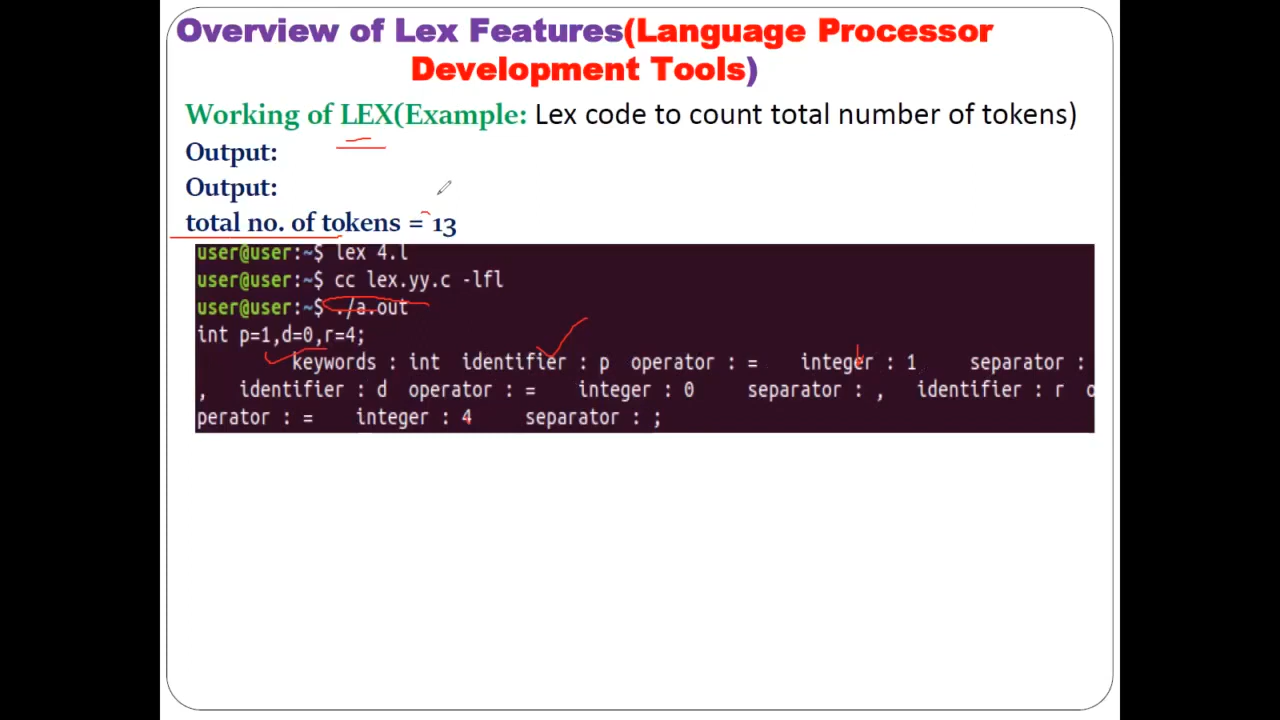 Overview of Lex Features(Language Processor
Development Tools)
Working of LEX(Example: Lex code to count total number of tokens)
Output:
Output:
total no. of tokens = 13
user@user:~$ lex 4.l
user@user:~$ cc lex.yy.c -lfl
user@user:~$ ./a.out
int p=1,d=0,r=4;
keywords : int identifier : p operator : = integer : 1 separator :
, identifier : d operator : = integer : 0 separator : , identifier : r o
perator : = integer : 4 separator : ;